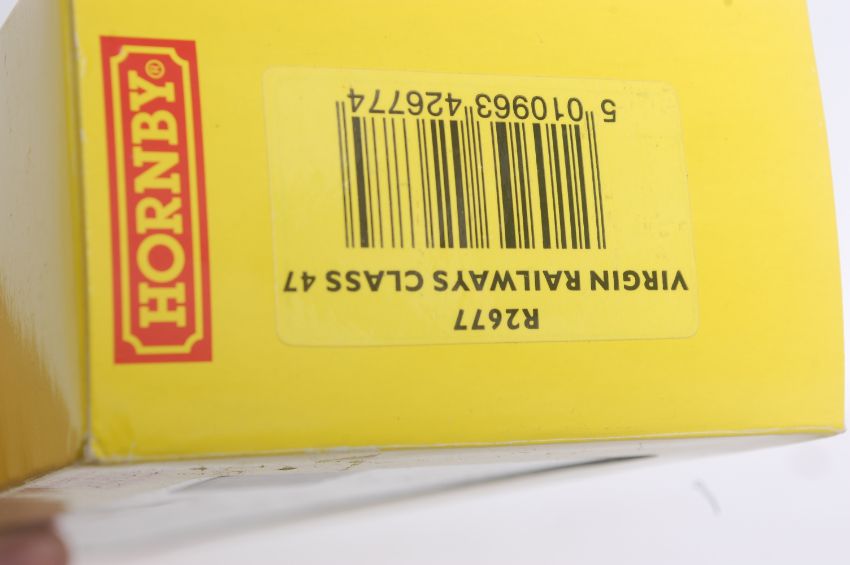 HORNBY®
R2677
VIRGIN RAILWAYS CLASS 47
5 010963 426774